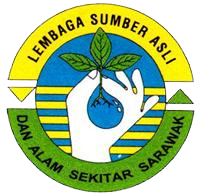 LEMBAGA SUMBER ASLI
DAN ALAM SEKITAR SARAWAK